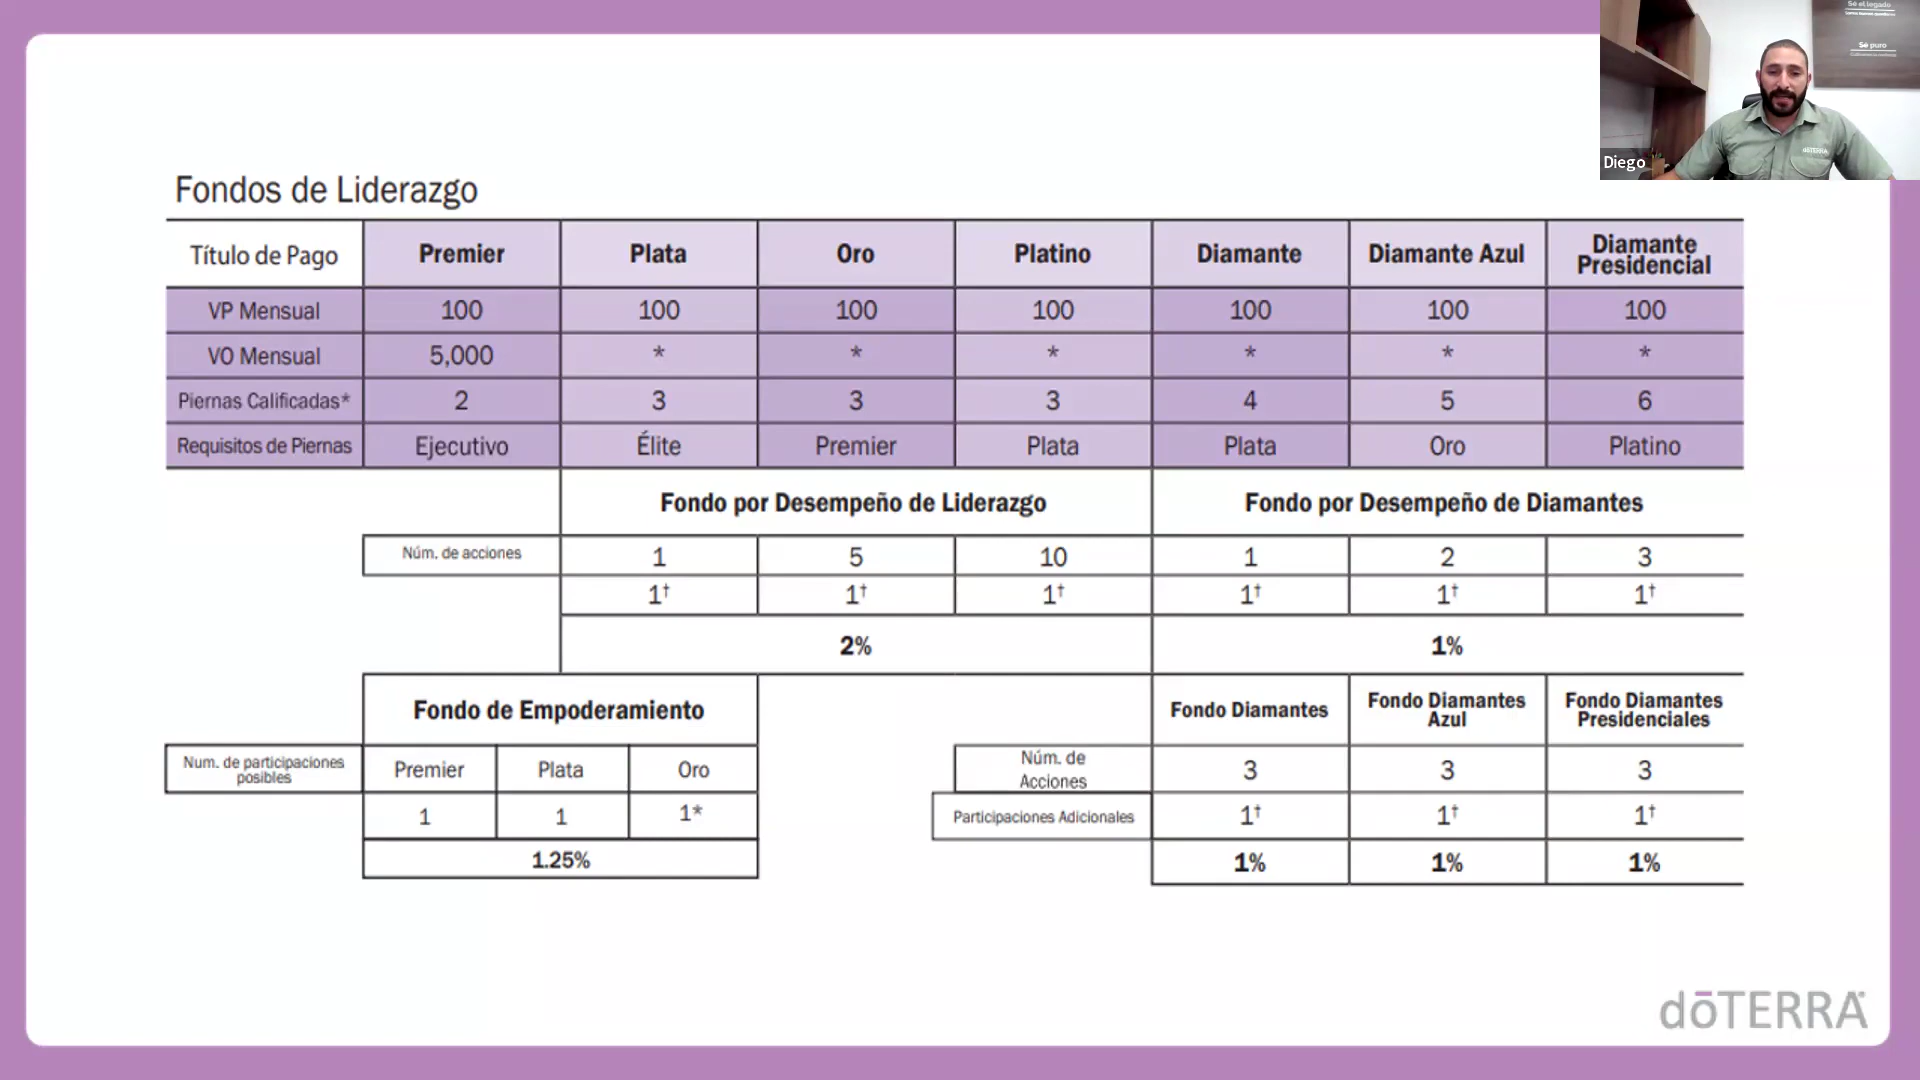 Sé el legado
Sé puro
Diego
Fondos de Liderazgo
Título de Pago Premier Plata Oro Platino Diamante Diamante Azul Diamante Presidencial
VP Mensual 100 100 100 100 100 100 100
VO Mensual 5,000 * * * * * *
Piernas Calificadas* 2 3 3 3 4 5 6
Requisitos de Piernas Ejecutivo Élite Premier Plata Plata Oro Platino
Fondo por Desempeño de Liderazgo Fondo por Desempeño de Diamantes
Núm. de acciones 1 5 10 1 2 3
1† 1† 1† 1† 1† 1†
2% 1%
Fondo de Empoderamiento Fondo Diamantes Fondo Diamantes Azul Fondo Diamantes Presidenciales
Num. de participaciones posibles Premier Plata Oro Núm. de Acciones 3 3 3
1 1 1* Participaciones Adicionales 1† 1† 1†
1.25% 1% 1% 1%
dōTERRA